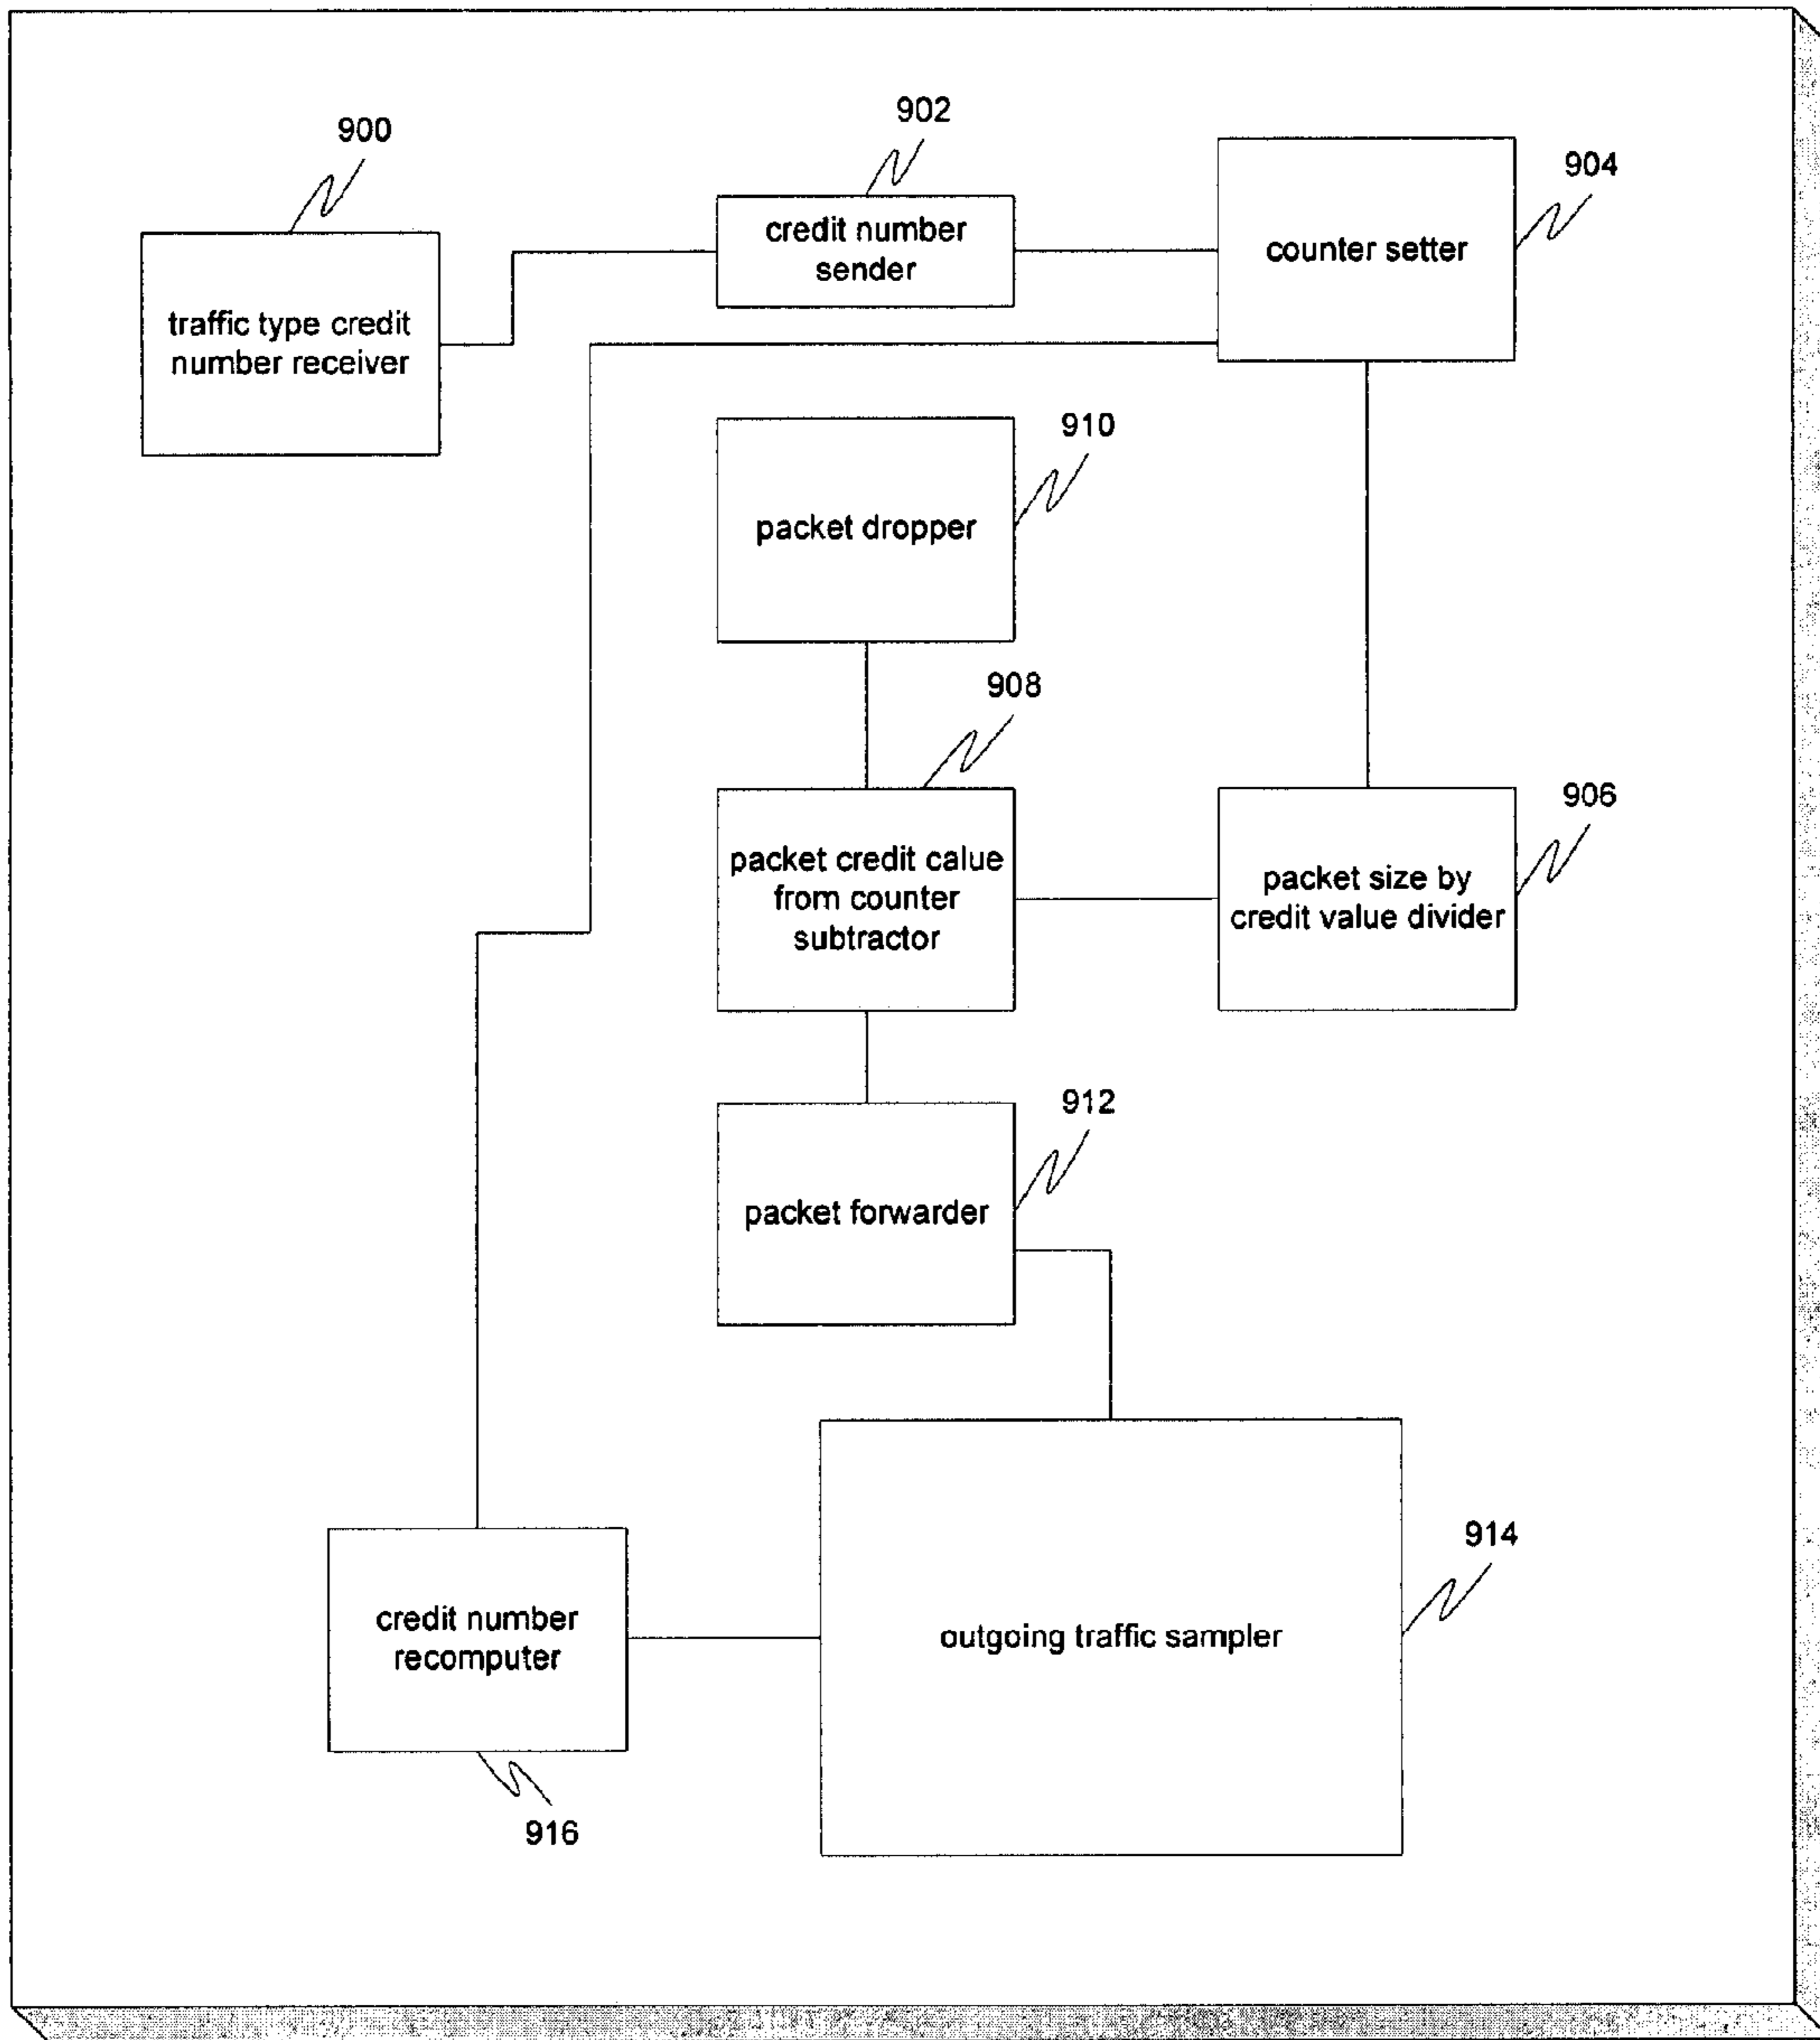 900
902
904
traffic type credit
number receiver
credit number
sender
counter setter
910
packet dropper
908
906
packet credit calue
from counter
subtractor
packet size by
credit value divider
912
packet forwarder
914
credit number
recomputer
outgoing traffic sampler
916